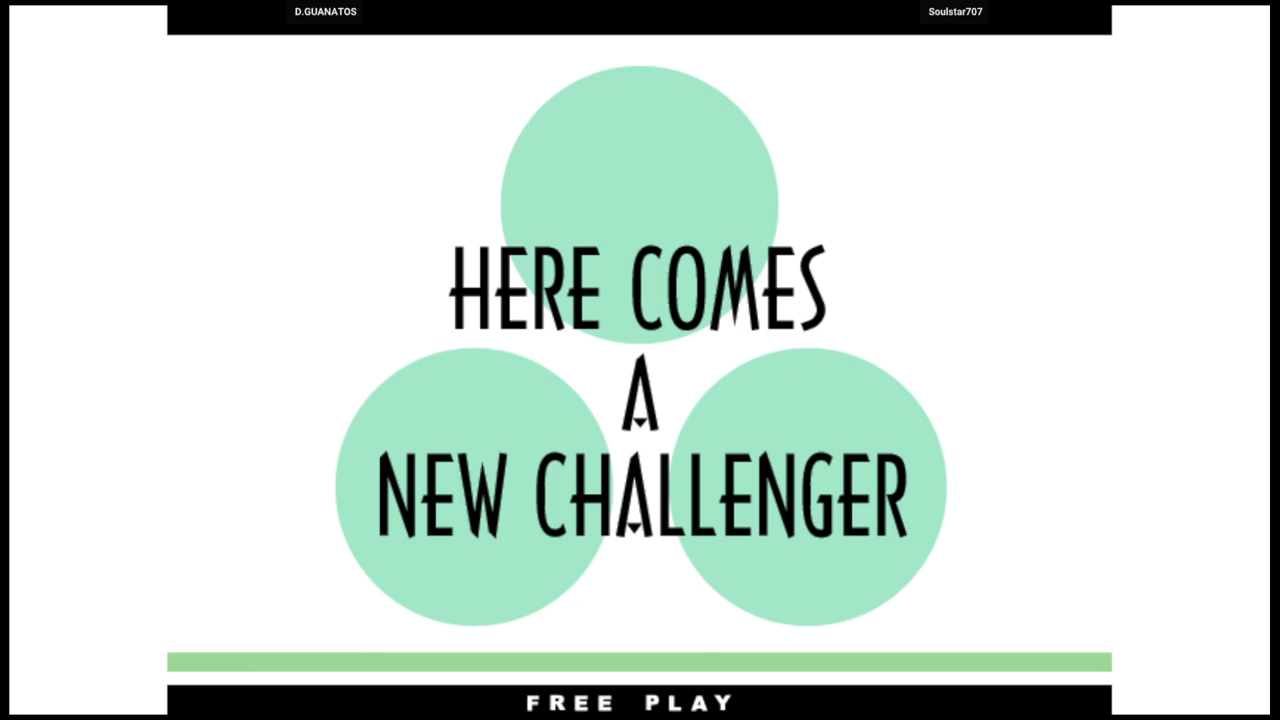 D.GUANATOS
Soulstar707
HERE COMES
A
NEW CHALLENGER
FREE PLAY